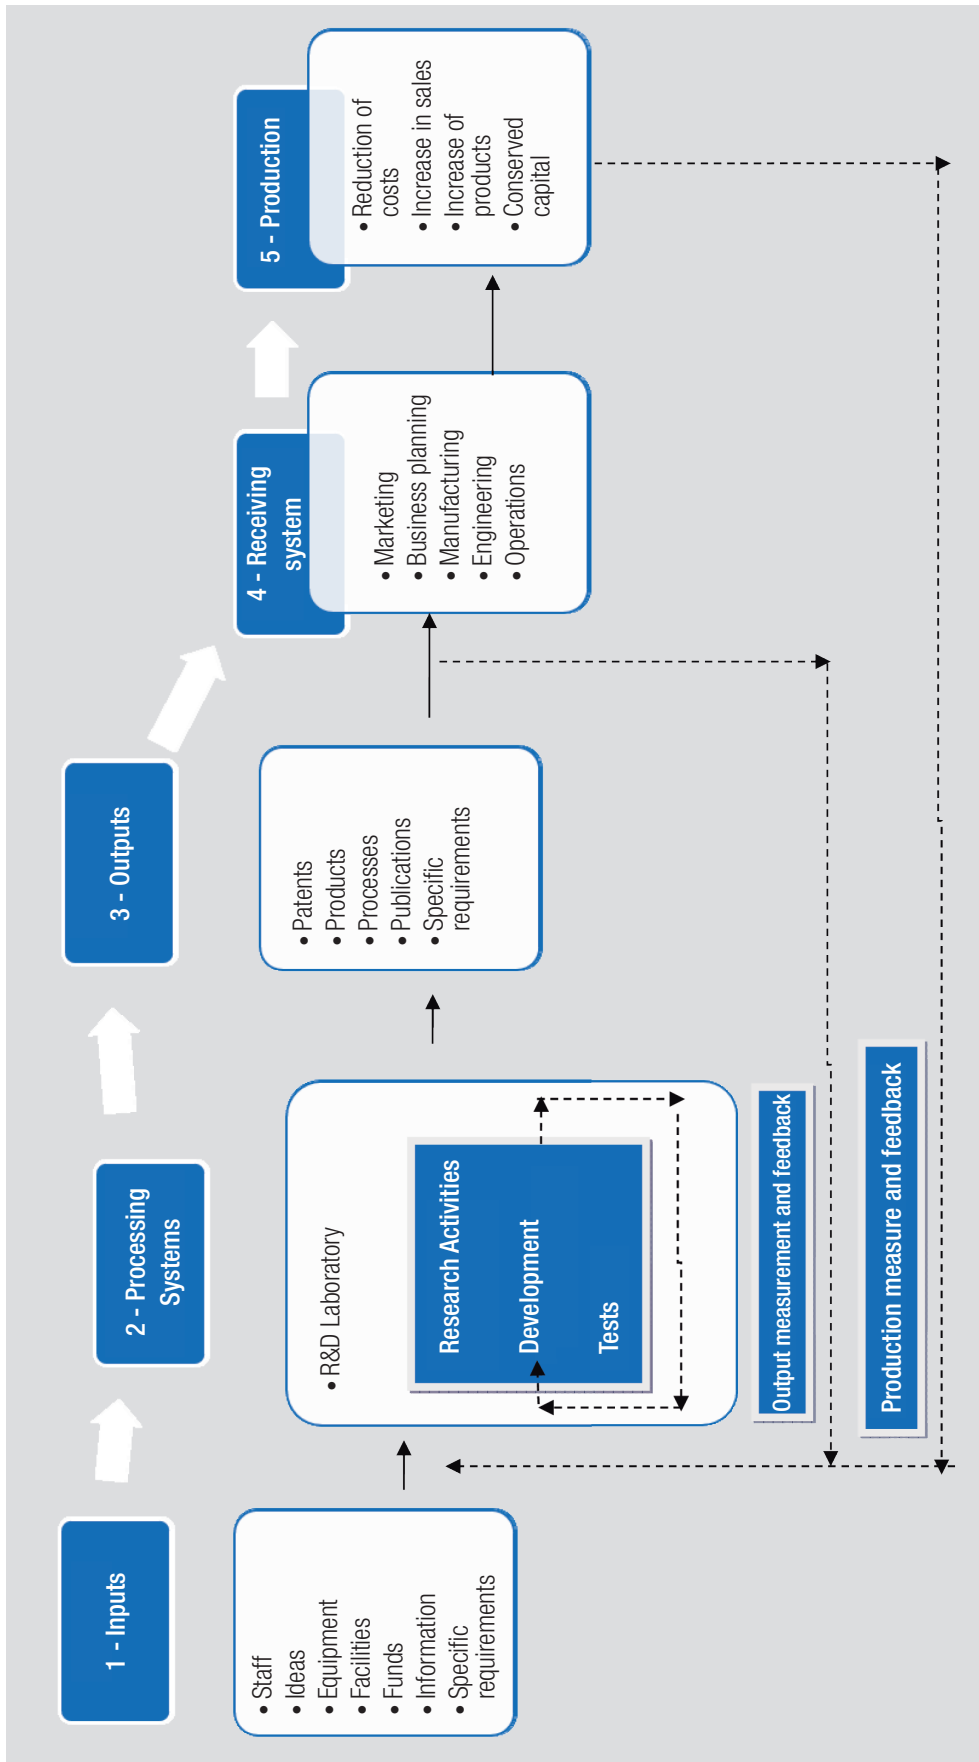 1 - Inputs
• Staff
• Ideas
• Equipment
• Facilities
• Funds
• Information
• Specific
requirements
2 - Processing
Systems
• R&D Laboratory
Research Activities
Development
Tests
3 - Outputs
• Patents
• Products
• Processes
• Publications
• Specific
requirements
4 - Receiving
system
• Marketing
• Business planning
• Manufacturing
• Engineering
• Operations
5 - Production
• Reduction of
costs
• Increase in sales
• Increase of
products
• Conserved
capital
Output measurement and feedback
Production measure and feedback